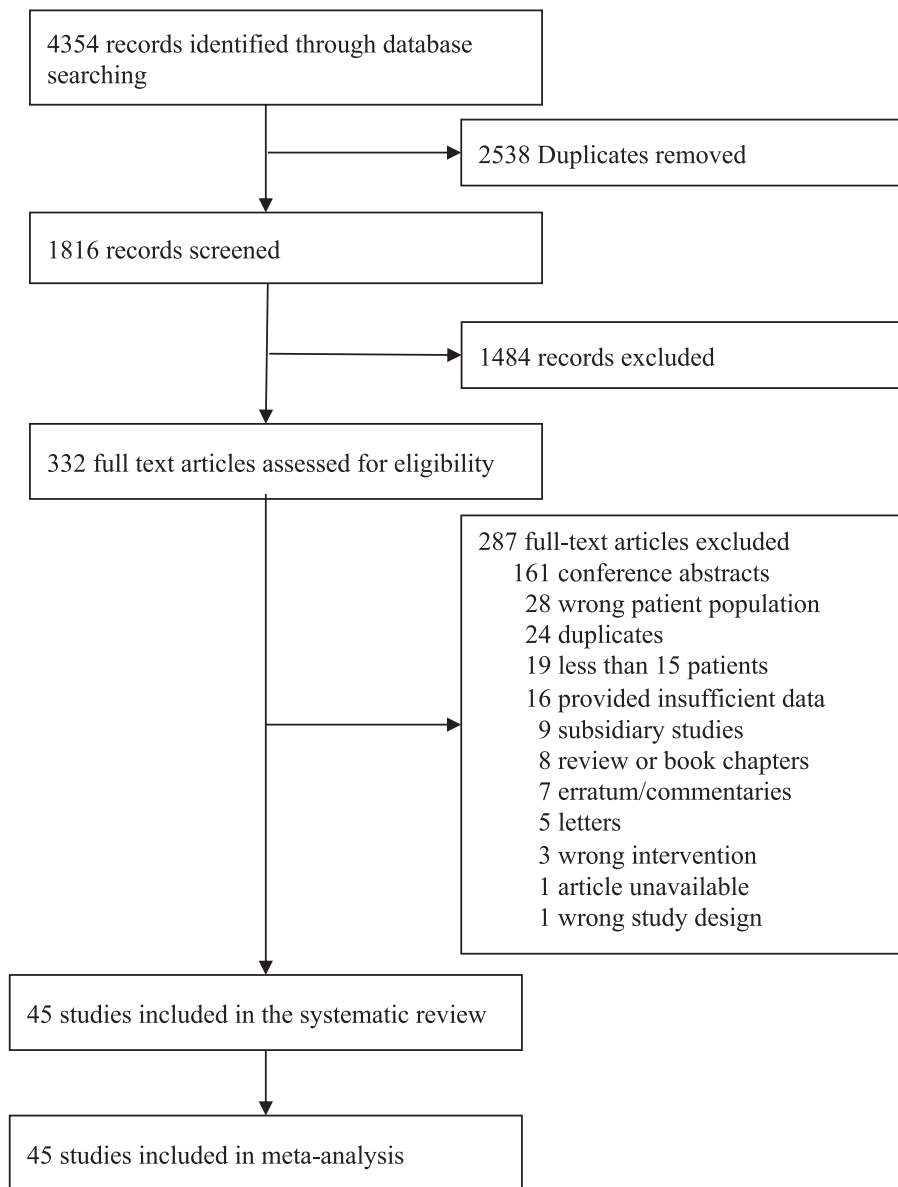 4354 records identified through database
searching
2538 Duplicates removed
1816 records screened
1484 records excluded
332 full text articles assessed for eligibility
287 full-text articles excluded
161 conference abstracts
28 wrong patient population
24 duplicates
19 less than 15 patients
16 provided insufficient data
9 subsidiary studies
8 review or book chapters
7 erratum/commentaries
5 letters
3 wrong intervention
1 article unavailable
1 wrong study design
45 studies included in the systematic review
45 studies included in meta-analysis